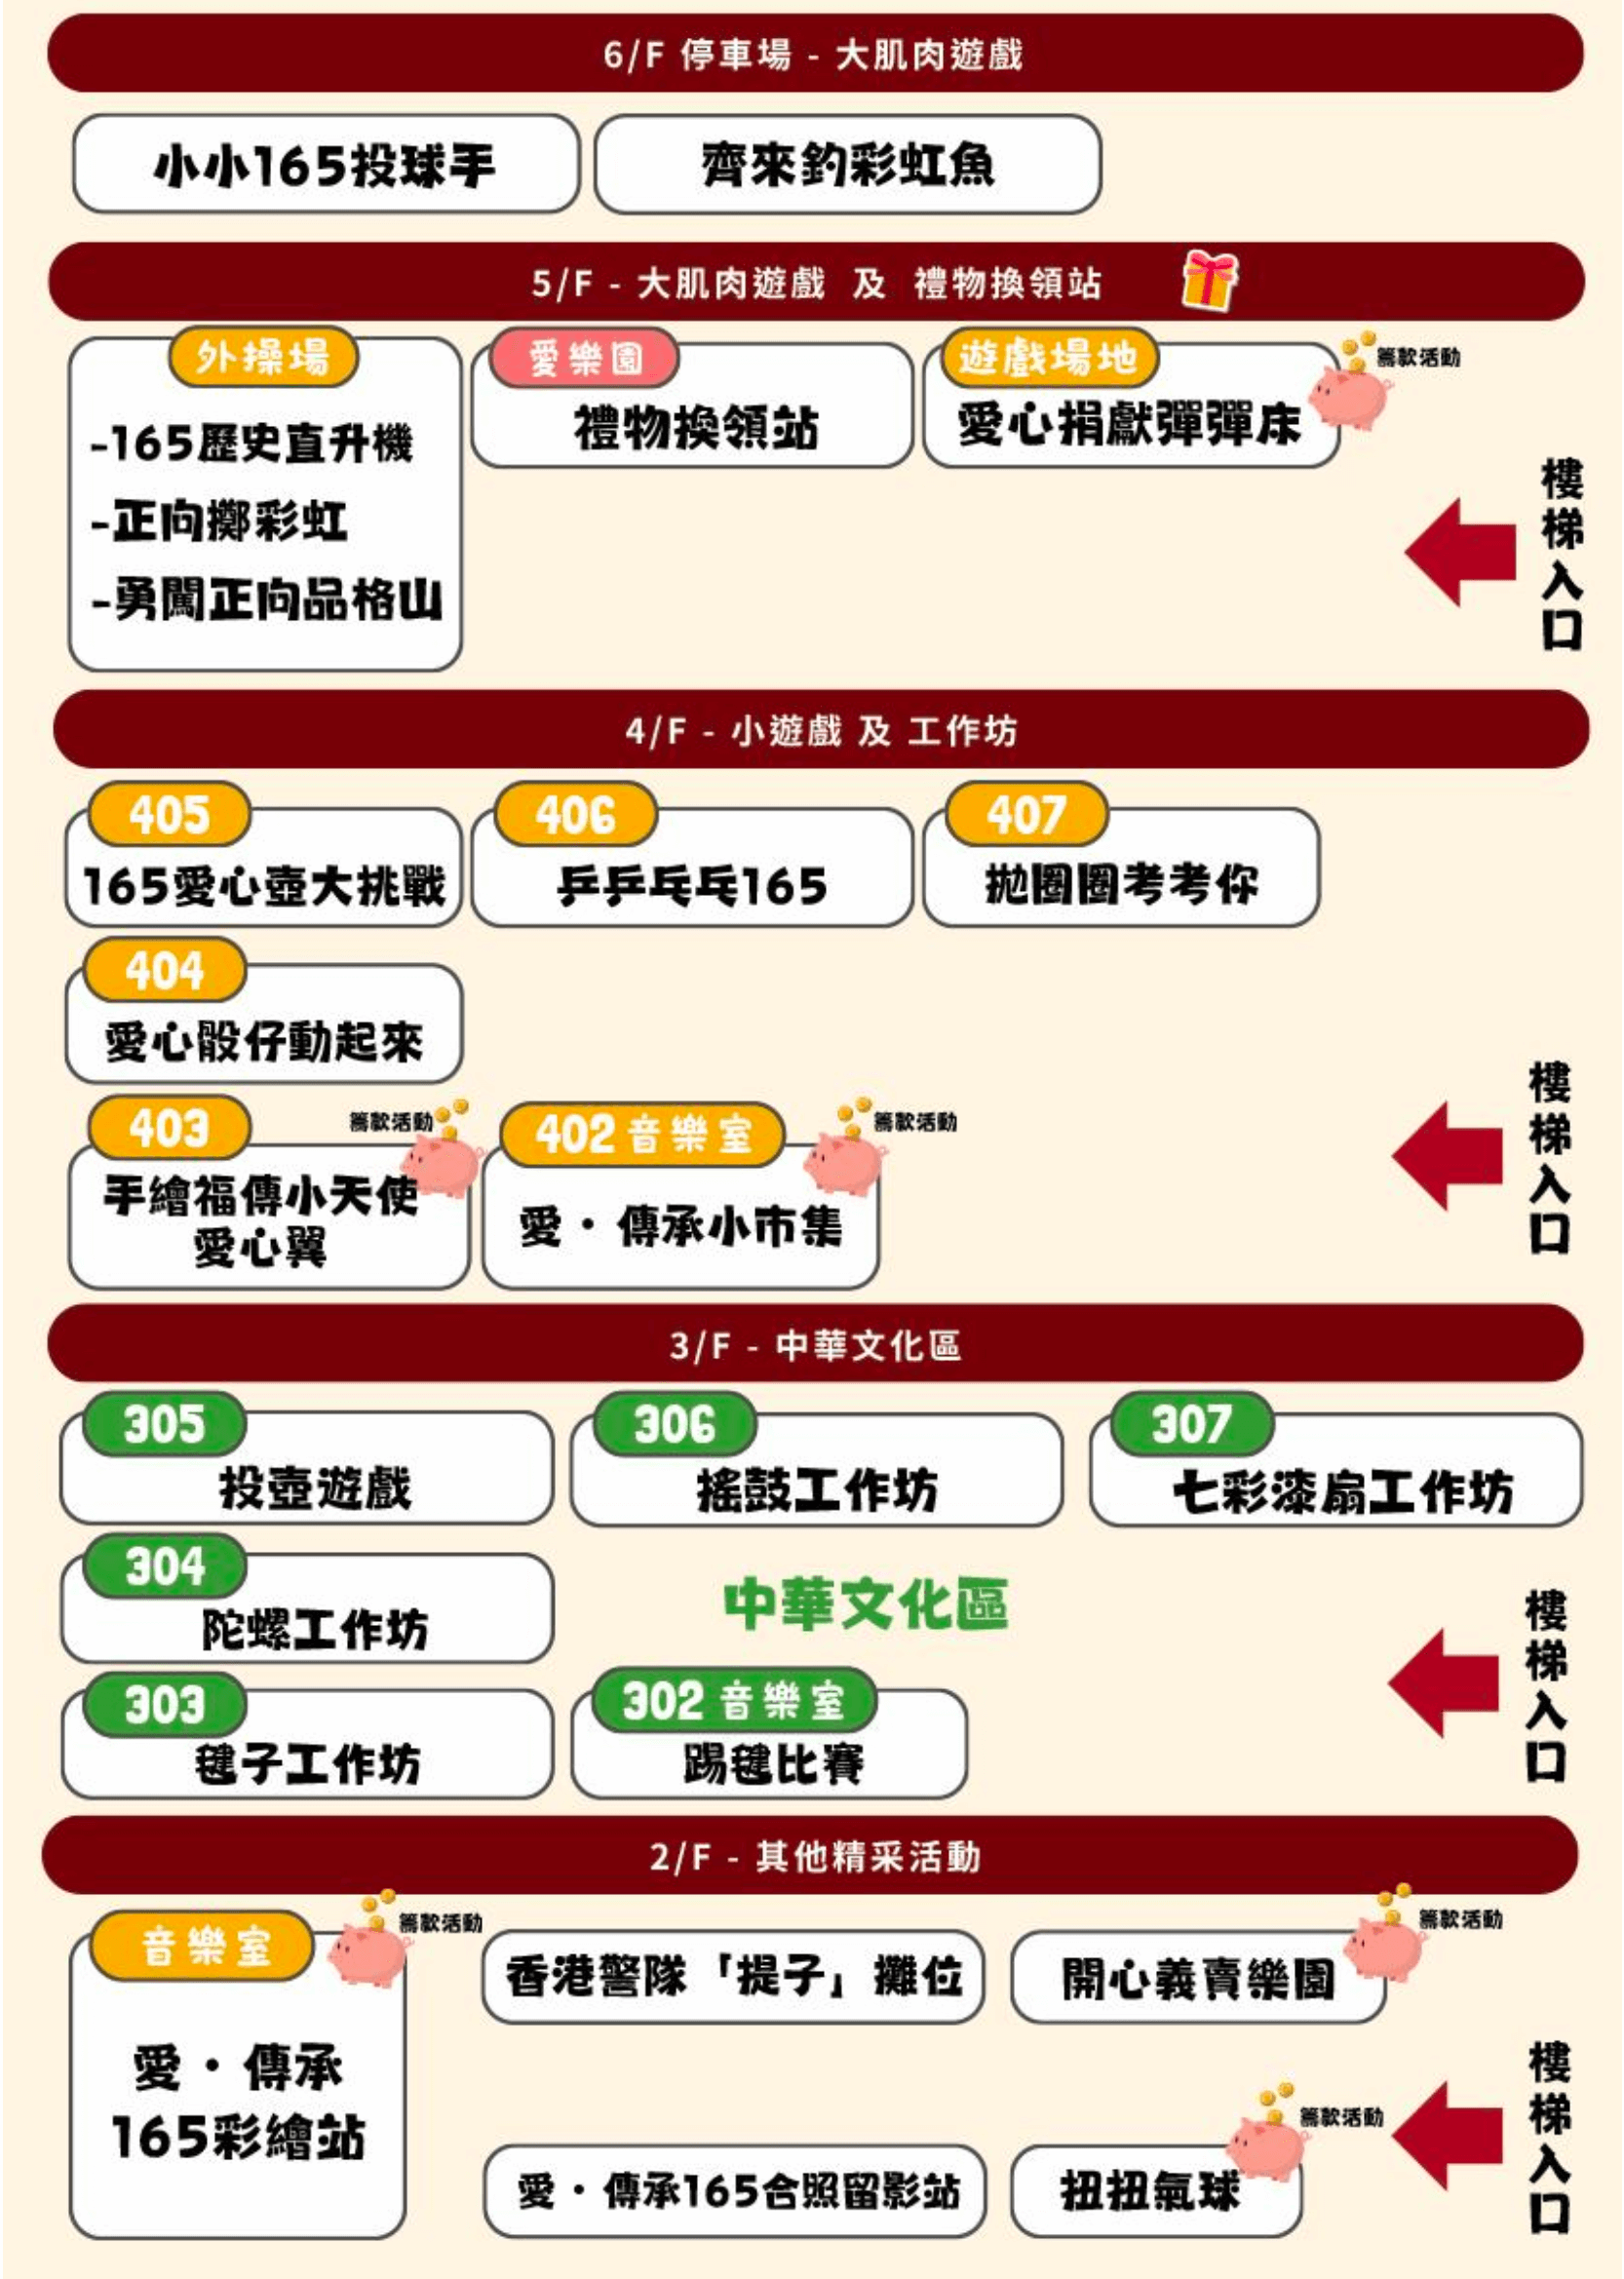 6/F 停車場 - 大肌肉遊戲
小小165投球手
齊來釣彩虹魚
5/F - 大肌肉遊戲 及 禮物換領站
外操場
-165歷史直升機
-正向擲彩虹
-勇闖正向品格山
愛樂園
禮物換領站
遊戲場地
籌款活動
愛心捐獻彈彈床
樓梯入口
4/F - 小遊戲 及 工作坊
405
165愛心壺大挑戰
406
乒乒乓乓165
407
拋圈圈考考你
404
愛心骰仔動起來
403
籌款活動
手繪福傳小天使
愛心翼
402 音樂室
籌款活動
愛・傳承小市集
樓梯入口
3/F - 中華文化區
305
投壺遊戲
306
搖鼓工作坊
307
七彩漆扇工作坊
304
陀螺工作坊
中華文化區
303
毽子工作坊
302 音樂室
踢毽比賽
樓梯入口
2/F - 其他精采活動
音樂室
籌款活動
愛・傳承
165彩繪站
香港警隊「提子」攤位
籌款活動
開心義賣樂園
愛・傳承165合照留影站
籌款活動
扭扭氣球
樓梯入口